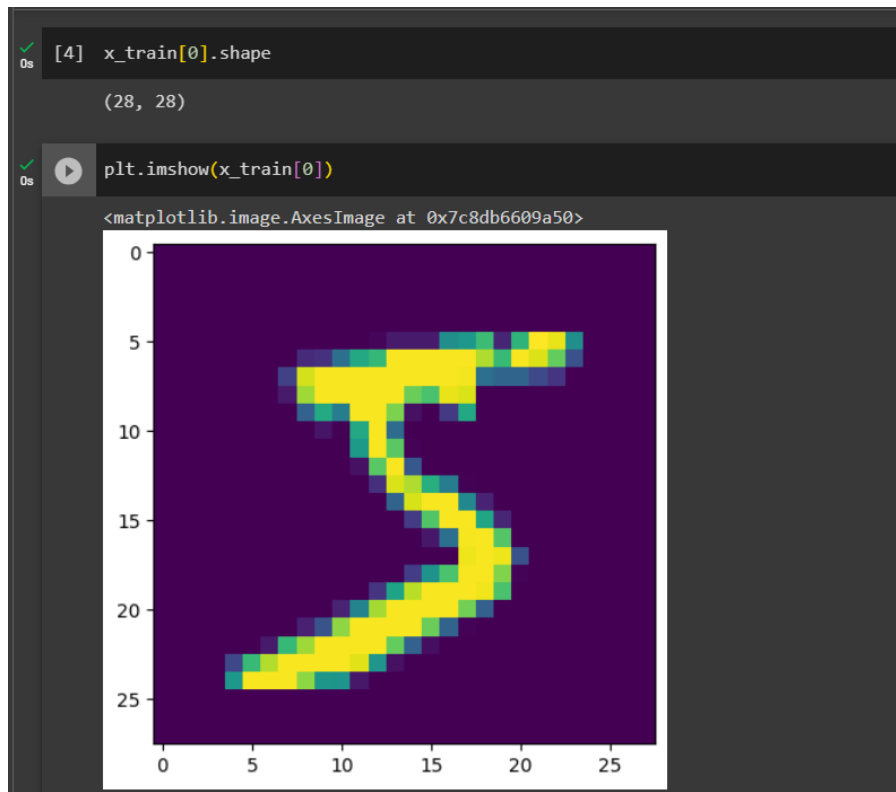 [4] x_train[0].shape
0s
(28, 28)
plt.imshow(x_train[0])
0s
<matplotlib.image.AxesImage at 0x7c8db6609a50>
0
5
10
15
20
25
0 5 10 15 20 25
5